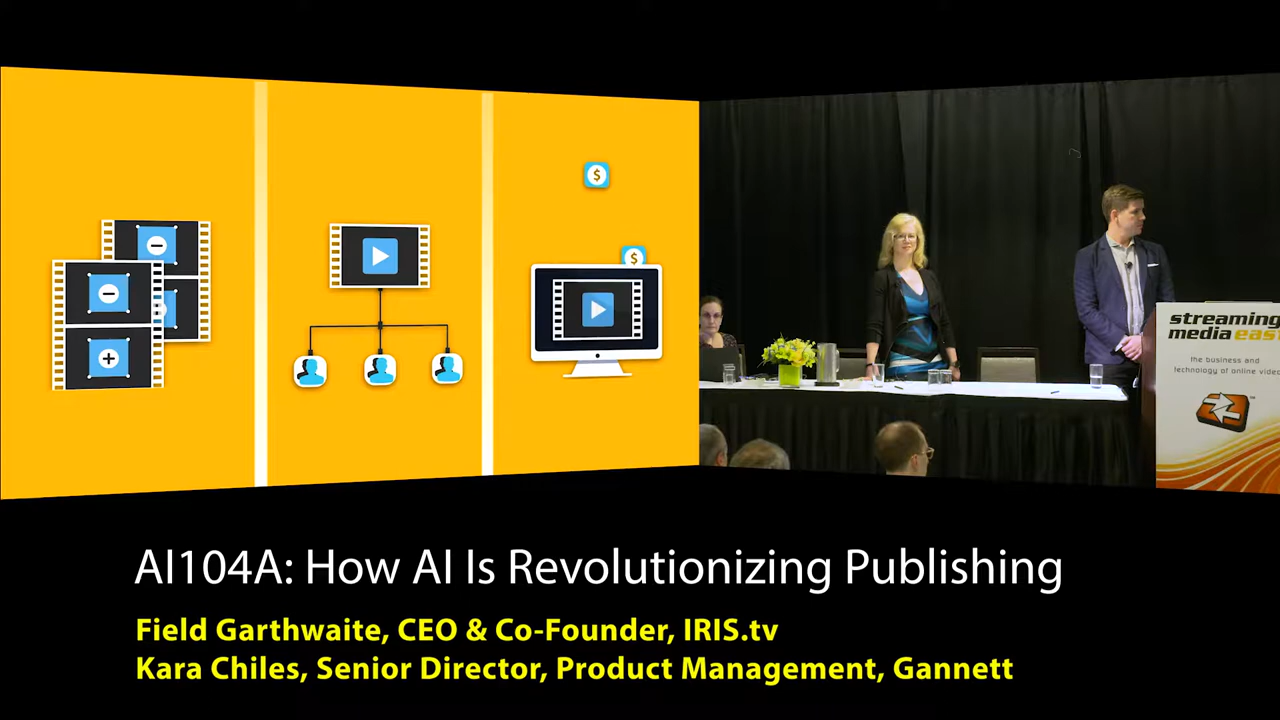 streaming
media east
the business and
technology of online video
AI104A: How AI Is Revolutionizing Publishing
Field Garthwaite, CEO & Co-Founder, IRIS.tv
Kara Chiles, Senior Director, Product Management, Gannett